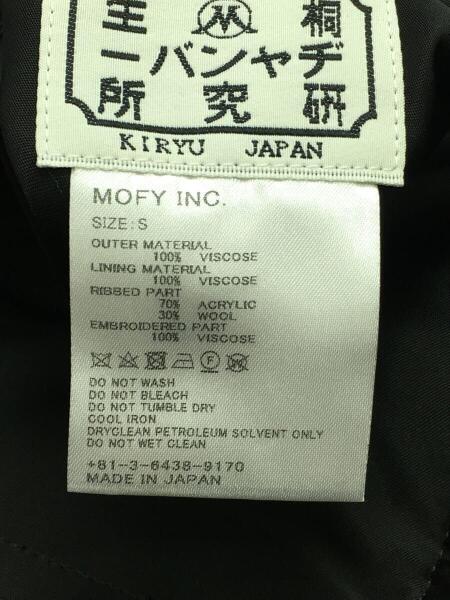 桐 M 生
ヂャンバー
研究所
KIRYU JAPAN
MOFY INC.
SIZE:S
OUTER MATERIAL
100% VISCOSE
LINING MATERIAL
100% VISCOSE
RIBBED PART
70% ACRYLIC
30% WOOL
EMBROIDERED PART
100% VISCOSE
F W
DO NOT WASH
DO NOT BLEACH
DO NOT TUMBLE DRY
COOL IRON
DRYCLEAN PETROLEUM SOLVENT ONLY
DO NOT WET CLEAN
+81-3-6438-9170
MADE IN JAPAN